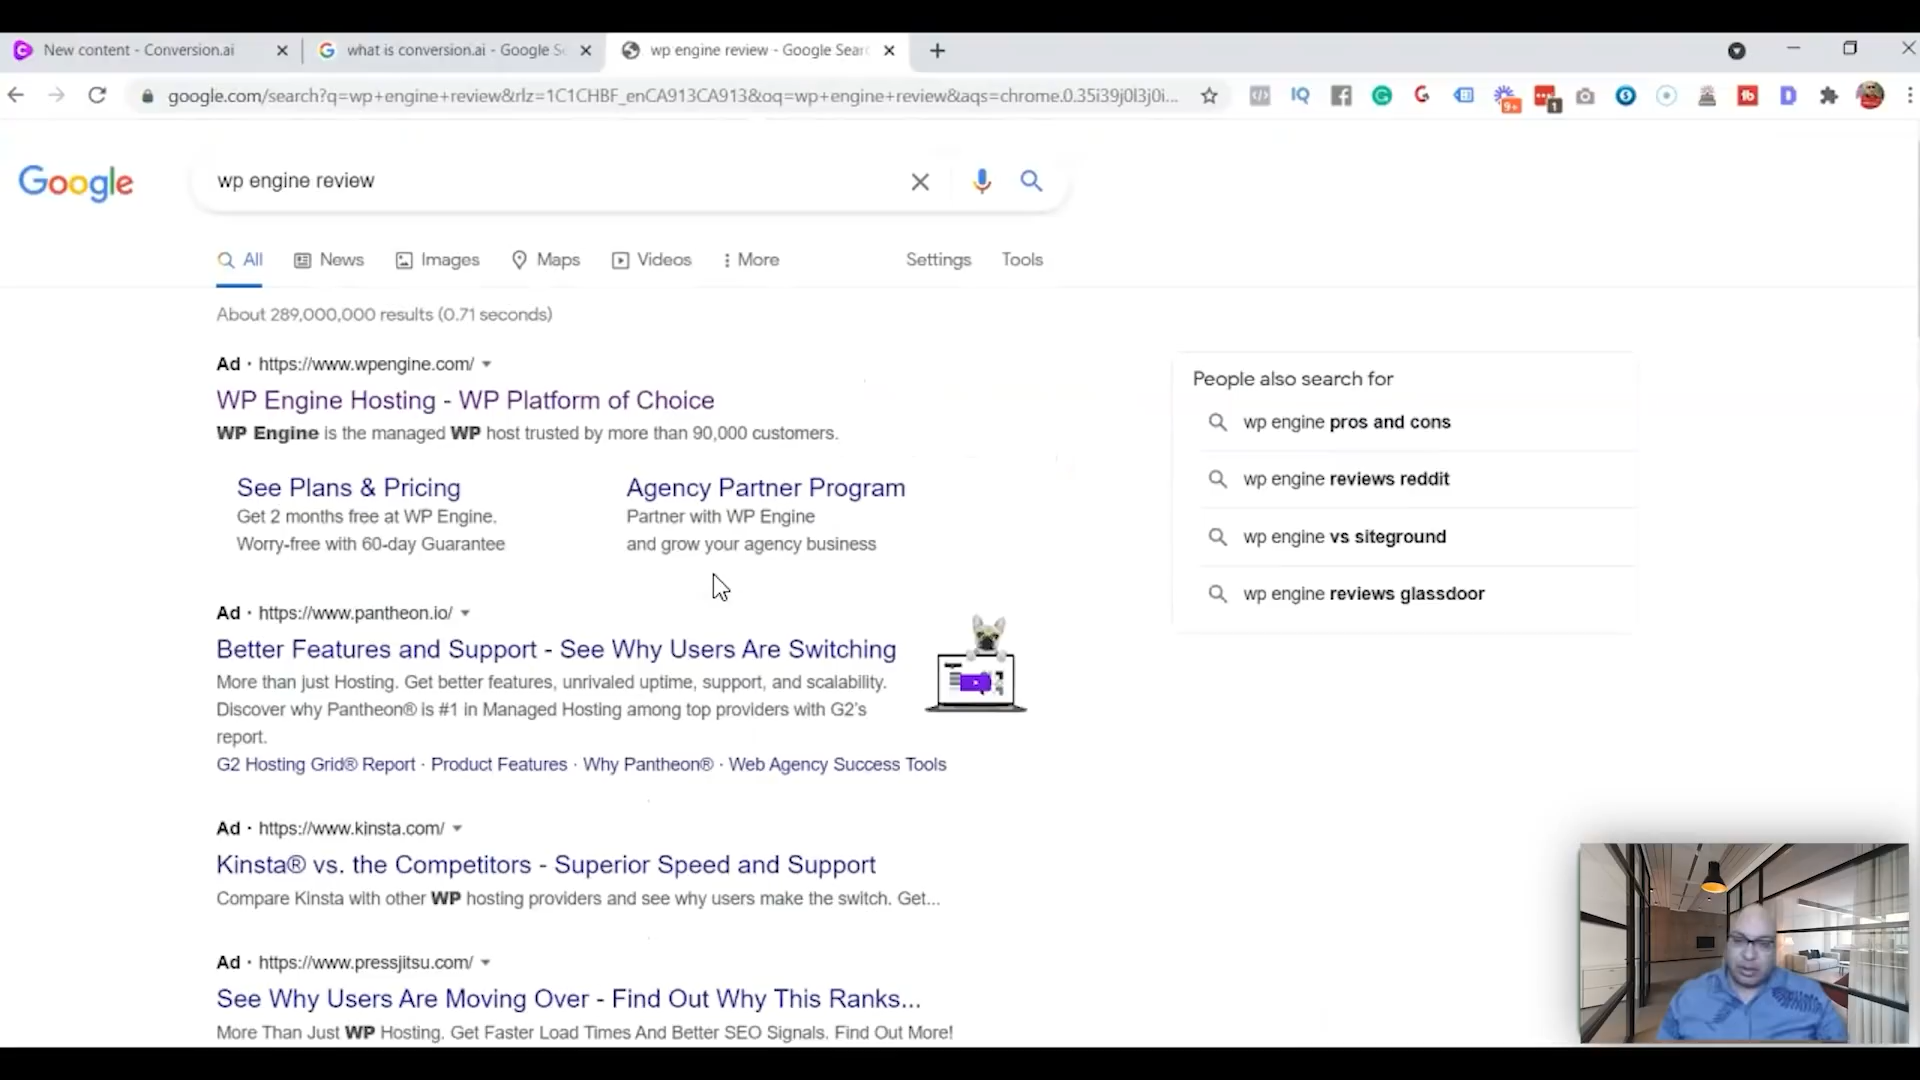 New content - Conversion.ai
what is conversion.ai - Google Se
wp engine review - Google Sear
google.com/search?q=wp+engine+review&rlz=1C1CHBF_enCA913CA913&oq=wp+engine+review&aqs=chrome.0.35i39j0l3j0i...
IQ
9+
1
Google
wp engine review
All
News
Images
Maps
Videos
More
Settings
Tools
About 289,000,000 results (0.71 seconds)
Ad · https://www.wpengine.com/
WP Engine Hosting - WP Platform of Choice
WP Engine is the managed WP host trusted by more than 90,000 customers.
See Plans & Pricing
Get 2 months free at WP Engine.
Worry-free with 60-day Guarantee
Agency Partner Program
Partner with WP Engine
and grow your agency business
Ad · https://www.pantheon.io/
Better Features and Support - See Why Users Are Switching
More than just Hosting. Get better features, unrivaled uptime, support, and scalability.
Discover why Pantheon® is #1 in Managed Hosting among top providers with G2's
report.
G2 Hosting Grid® Report · Product Features · Why Pantheon® · Web Agency Success Tools
Ad · https://www.kinsta.com/
Kinsta® vs. the Competitors - Superior Speed and Support
Compare Kinsta with other WP hosting providers and see why users make the switch. Get...
Ad · https://www.pressjitsu.com/
See Why Users Are Moving Over - Find Out Why This Ranks...
More Than Just WP Hosting. Get Faster Load Times And Better SEO Signals. Find Out More!
People also search for
wp engine pros and cons
wp engine reviews reddit
wp engine vs siteground
wp engine reviews glassdoor